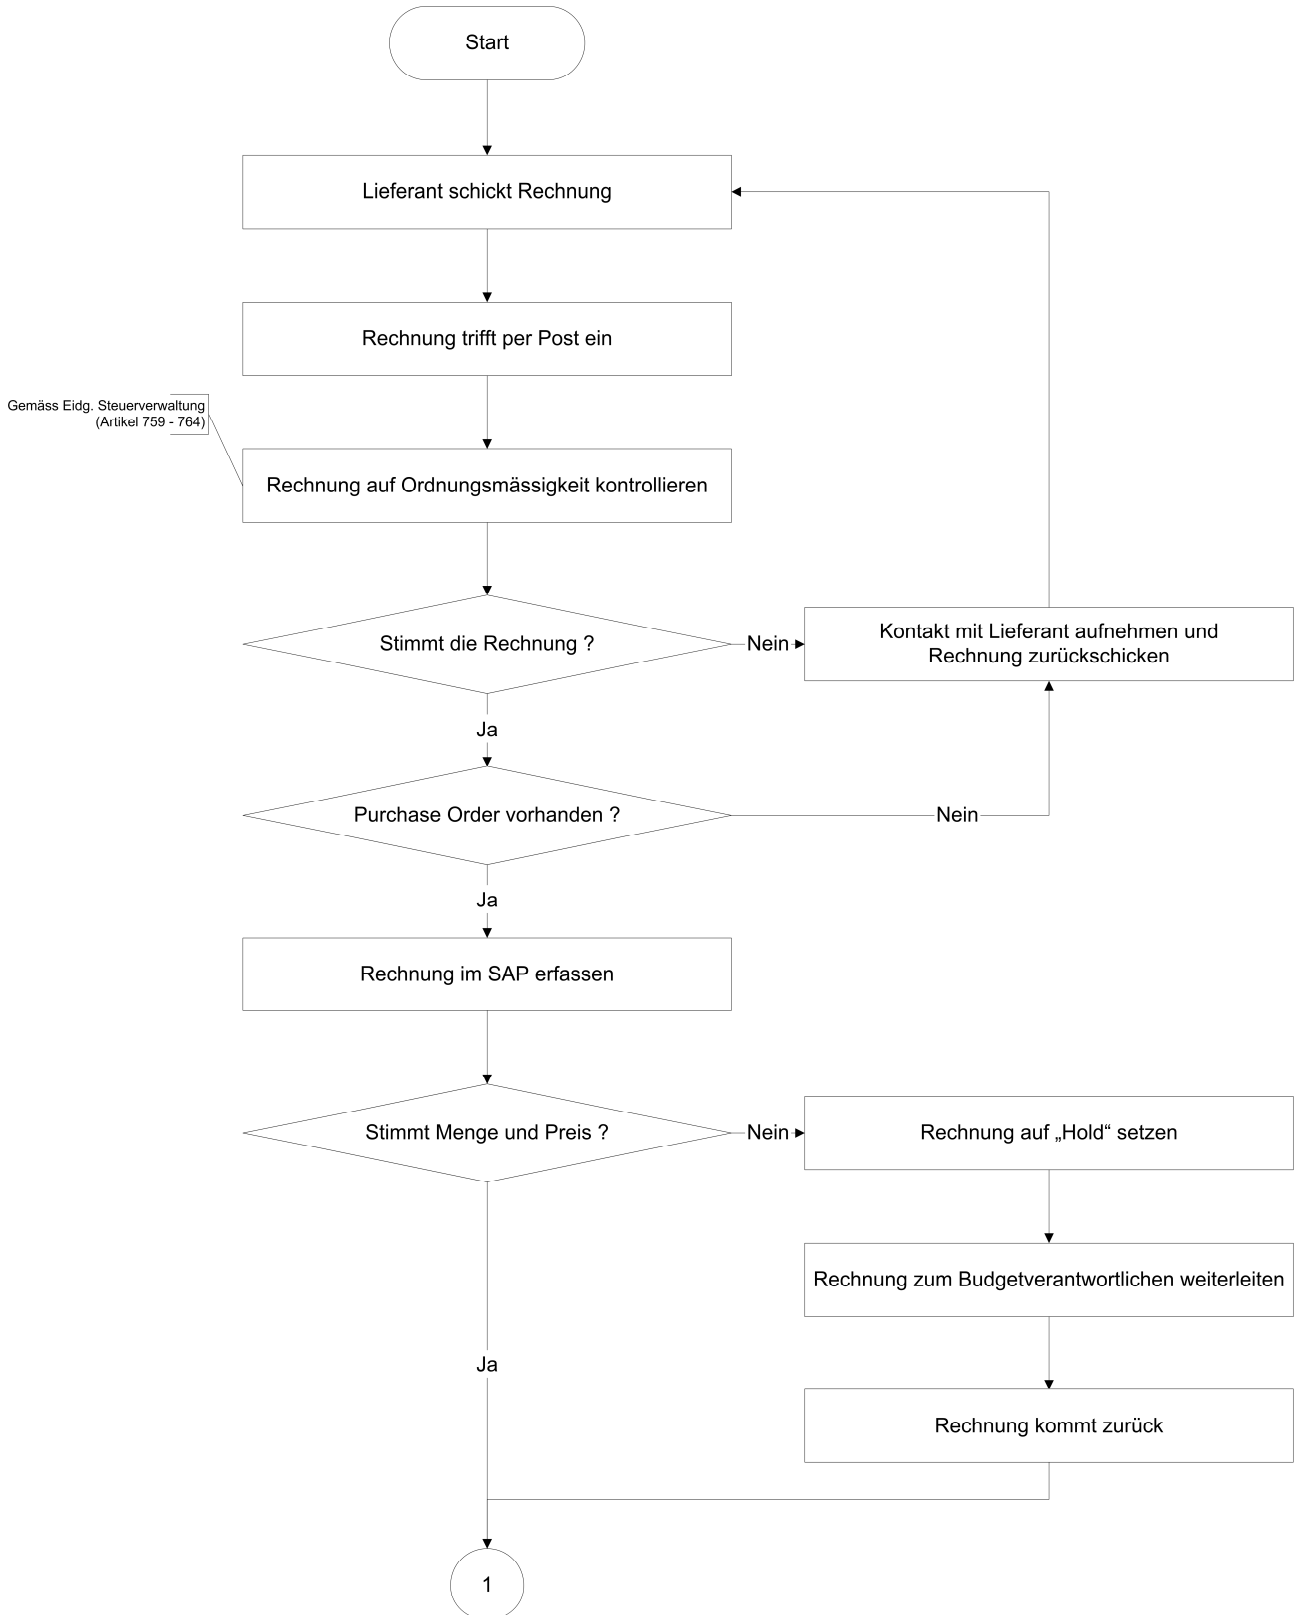 Start
Lieferant schickt Rechnung
Rechnung trifft per Post ein
Gemäss Eidg. Steuerverwaltung
(Artikel 759 - 764)
Rechnung auf Ordnungsmässigkeit kontrollieren
Stimmt die Rechnung ?
Nein
Kontakt mit Lieferant aufnehmen und
Rechnung zurückschicken
Ja
Purchase Order vorhanden ?
Nein
Ja
Rechnung im SAP erfassen
Stimmt Menge und Preis ?
Nein
Rechnung auf „Hold“ setzen
Rechnung zum Budgetverantwortlichen weiterleiten
Ja
Rechnung kommt zurück
1